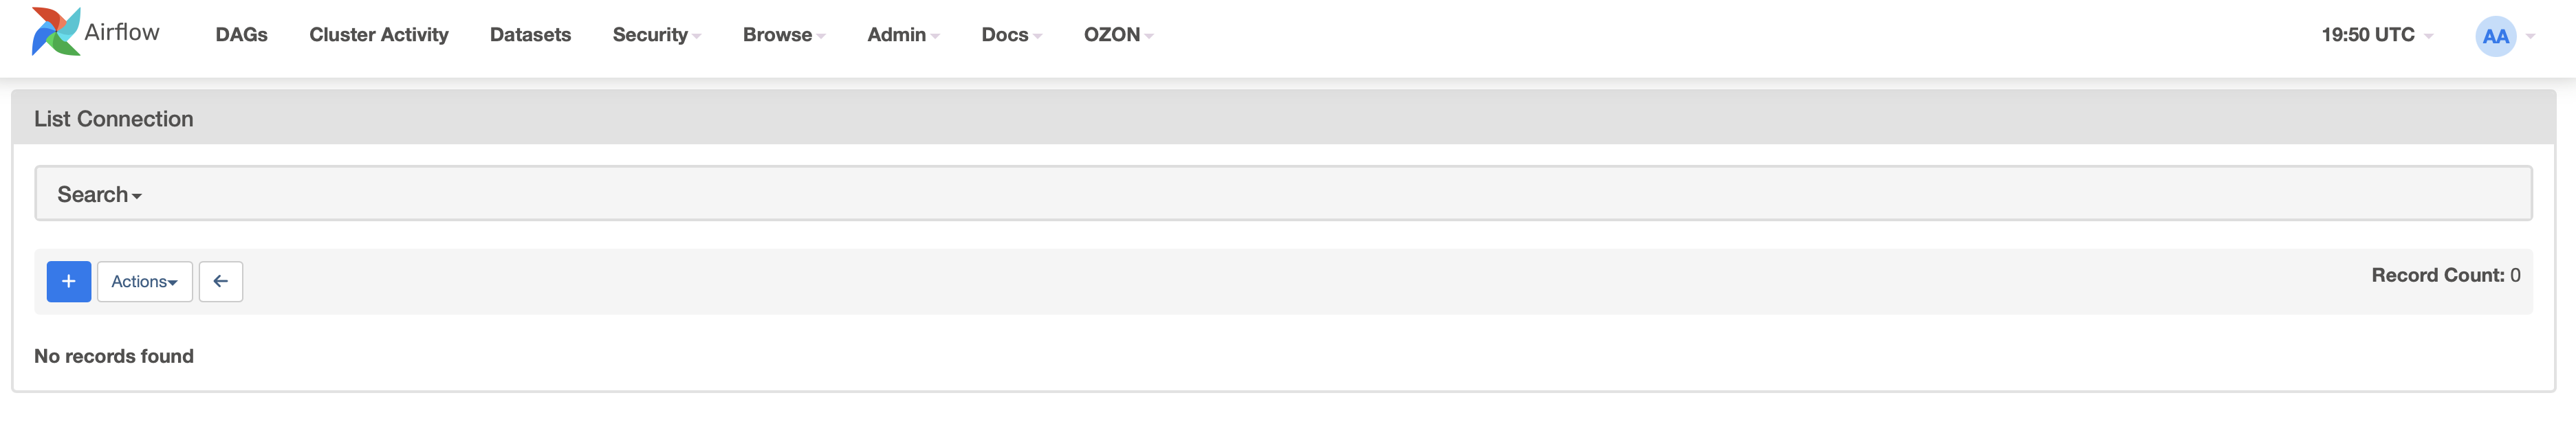 Airflow DAGs Cluster Activity Datasets Security Browse Admin Docs OZON 19:50 UTC AA
List Connection
Search
+ Actions ← Record Count: 0
No records found